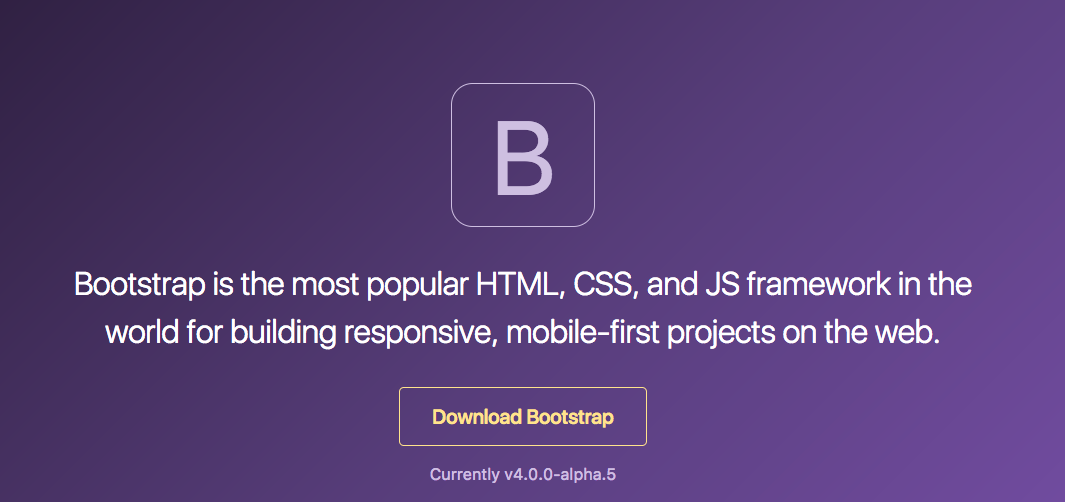 B
Bootstrap is the most popular HTML, CSS, and JS framework in the
world for building responsive, mobile-first projects on the web.
Download Bootstrap
Currently v4.0.0-alpha.5